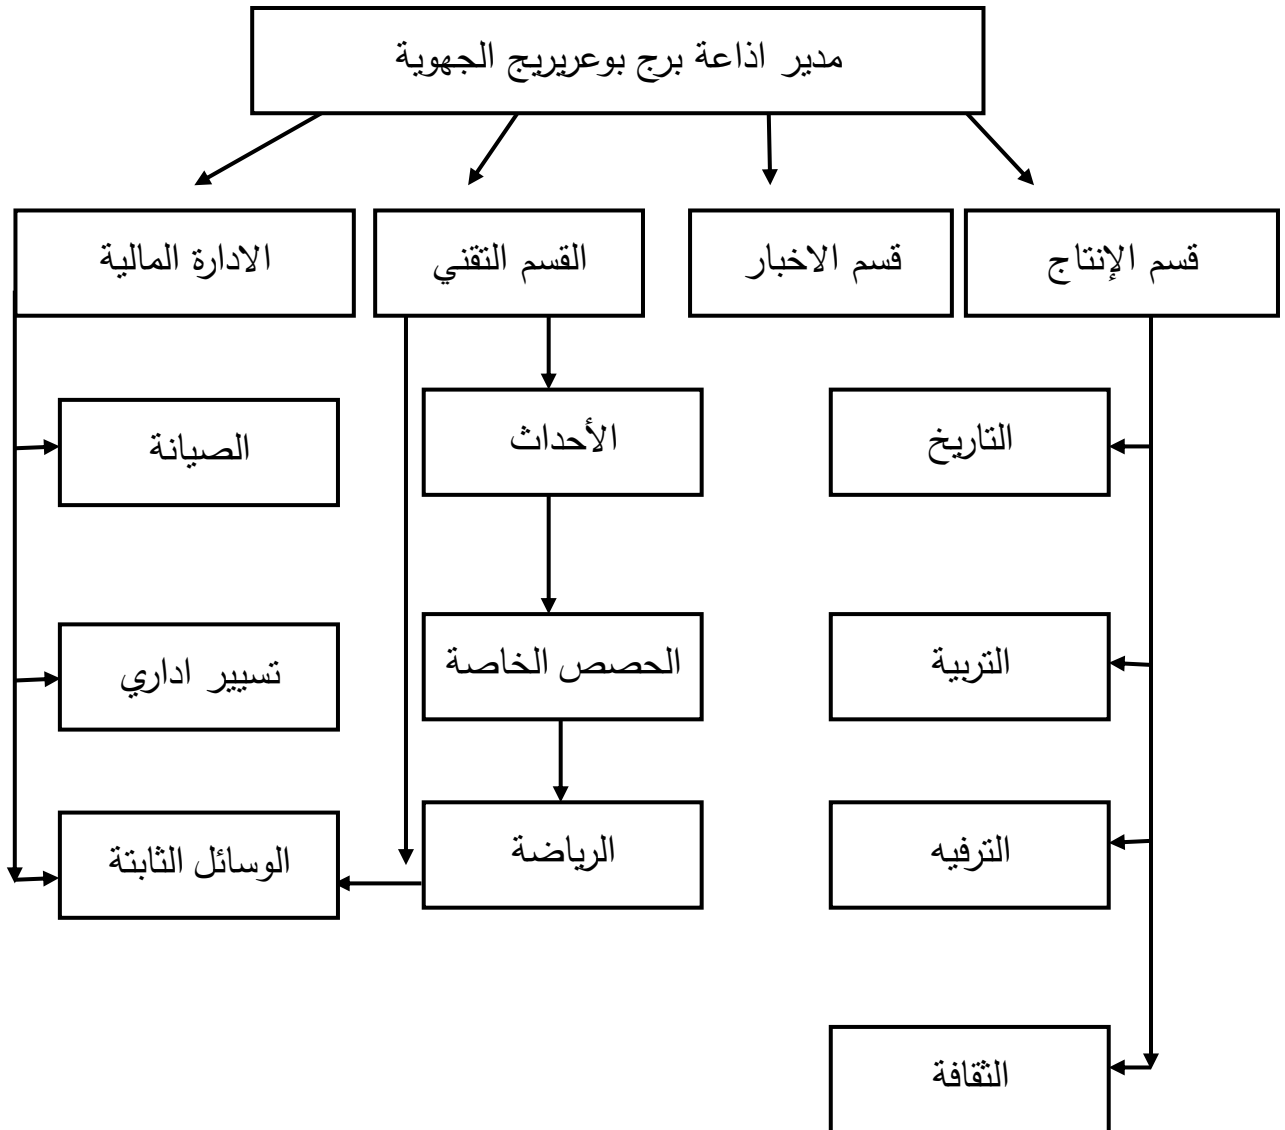 مدير اذاعة برج بوعريريج الجهوية
قسم الإنتاج
قسم الاخبار
القسم التقني
الادارة المالية
التاريخ
الأحداث
الصيانة
التربية
الحصص الخاصة
تسيير اداري
الترفيه
الرياضة
الوسائل الثابتة
الثقافة